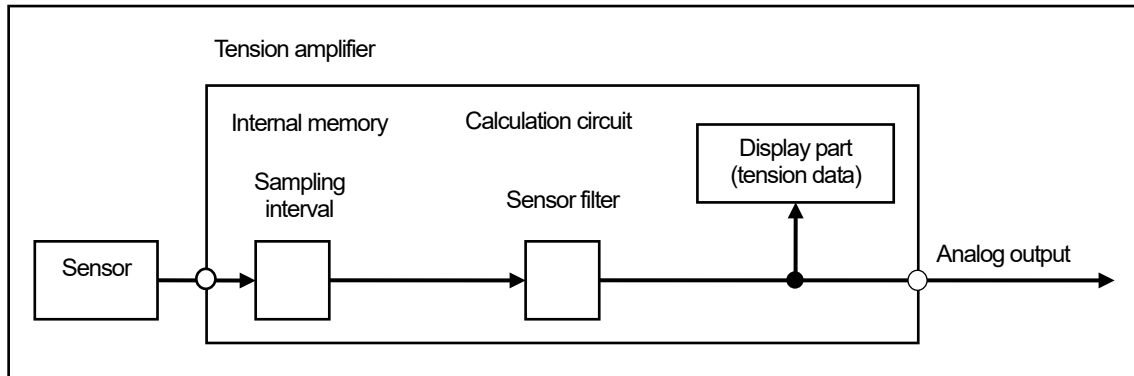 Tension amplifier
Internal memory
Calculation circuit
Display part
(tension data)
Sampling
interval
Sensor filter
Sensor
Analog output